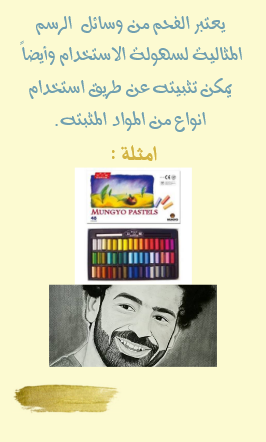 يعتبر الفحم من وسائل الرسم
المثالية لسهولة الاستخدام وأيضاً
يمكن تثبيته عن طريق استخدام
انواع من المواد المثبته .
امثلة :
MUNGYO PASTELS
48